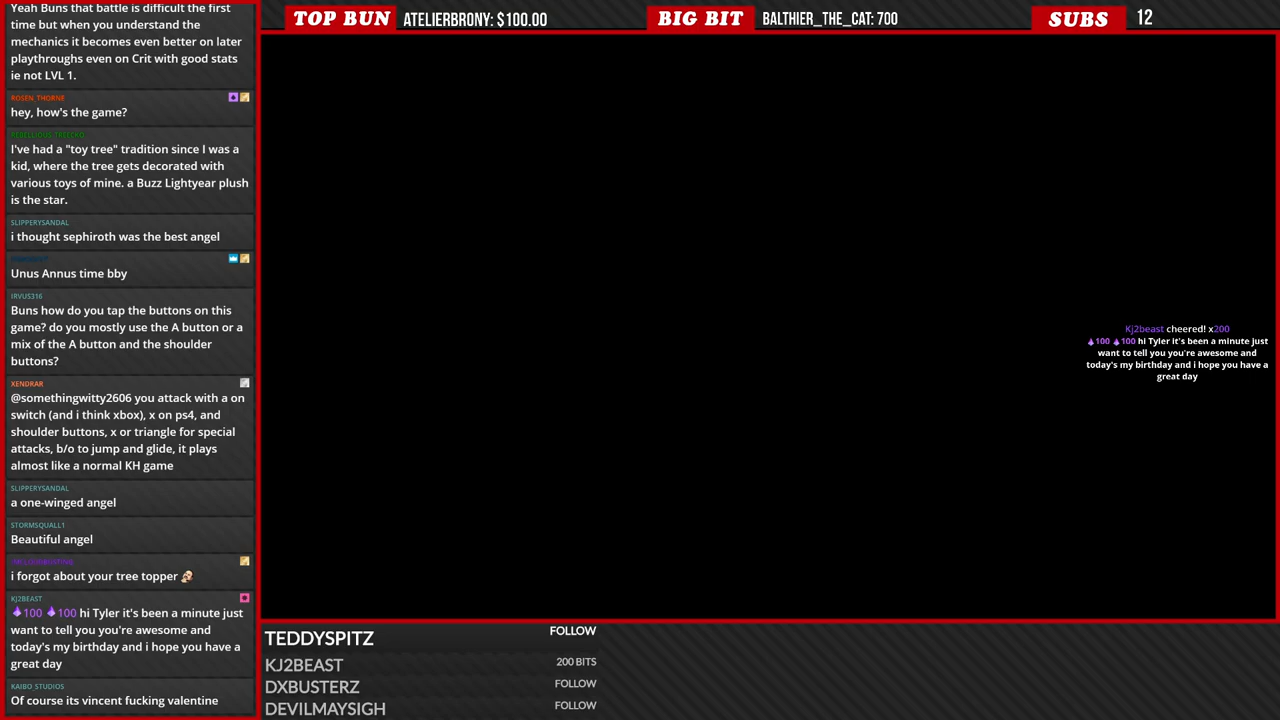 TOP BUN
ATELIERBRONY: $100.00
BIG BIT
BALTHIER_THE_CAT: 700
SUBS
12
Yeah Buns that battle is difficult the first
time but when you understand the
mechanics it becomes even better on later
playthroughs even on Crit with good stats
ie not LVL 1.
ROSEN THORNE
hey, how's the game?
REBELLIOUS TREECKO
I've had a "toy tree" tradition since I was a
kid, where the tree gets decorated with
various toys of mine. a Buzz Lightyear plush
is the star.
SLIPPERYSANDAL
i thought sephiroth was the best angel
Unus Annus time bby
IRVUS316
Buns how do you tap the buttons on this
game? do you mostly use the A button or a
mix of the A button and the shoulder
buttons?
XENDRAR
@somethingwitty2606 you attack with a on
switch (and i think xbox), x on ps4, and
shoulder buttons, x or triangle for special
attacks, b/o to jump and glide, it plays
almost like a normal KH game
SLIPPERYSANDAL
a one-winged angel
STORMSQUALL1
Beautiful angel
i forgot about your tree topper
KJ2BEAST
100 100 hi Tyler it's been a minute just
want to tell you you're awesome and
today's my birthday and i hope you have a
great day
KAIBO STUDIOS
Of course its vincent fucking valentine
Kj2beast cheered! x200
100 100 hi Tyler it's been a minute just
want to tell you you're awesome and
today's my birthday and i hope you have a
great day
TEDDYSPITZ
FOLLOW
KJ2BEAST
200 BITS
DXBUSTERZ
FOLLOW
DEVILMAYSIGH
FOLLOW